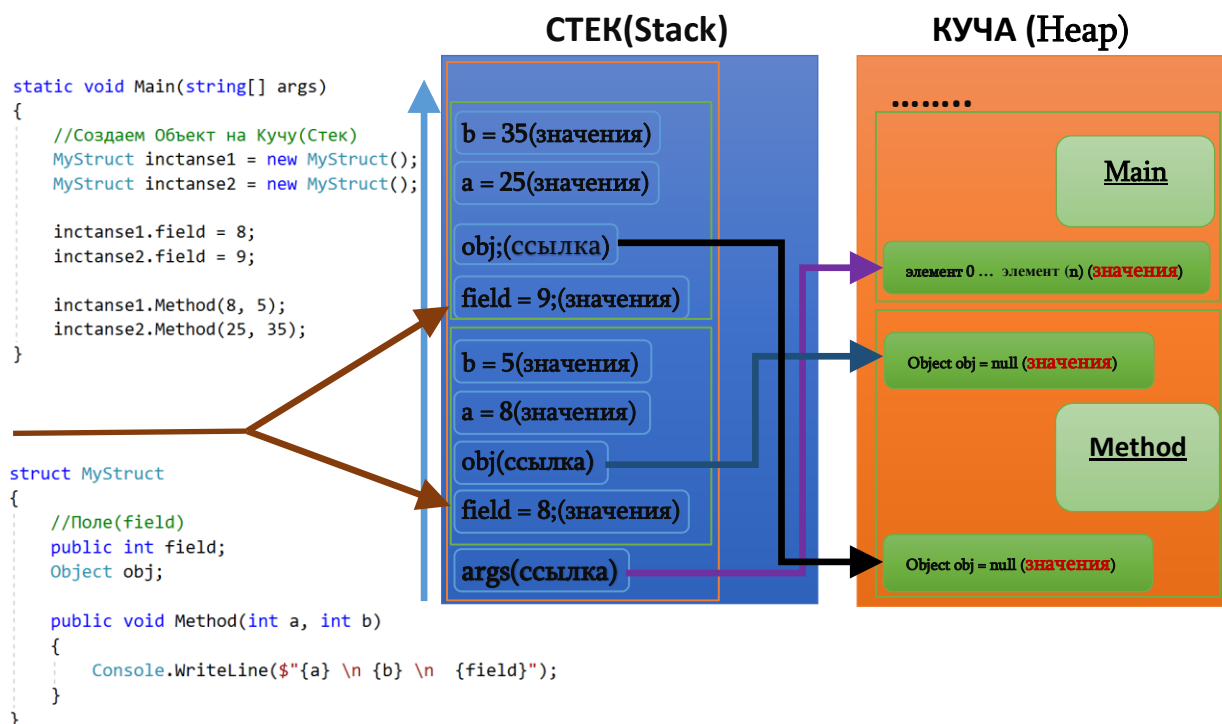 СТЕК(Stack)
КУЧА (Heap)
static void Main(string[] args)
{
//Создаем Объект на Кучу(Стек)
MyStruct inctanse1 = new MyStruct();
MyStruct inctanse2 = new MyStruct();
inctanse1.field = 8;
inctanse2.field = 9;
inctanse1.Method(8, 5);
inctanse2.Method(25, 35);
}
struct MyStruct
{
//Поле(field)
public int field;
Object obj;
public void Method(int a, int b)
{
Console.WriteLine($"{a} \n {b} \n  {field}");
}
}
b = 35(значения)
a = 25(значения)
obj;(ссылка)
field = 9;(значения)
b = 5(значения)
a = 8(значения)
obj(ссылка)
field = 8;(значения)
args(ссылка)
........
Main
элемент 0 ... элемент (n) (значения)
Object obj = null (значения)
Method
Object obj = null (значения)